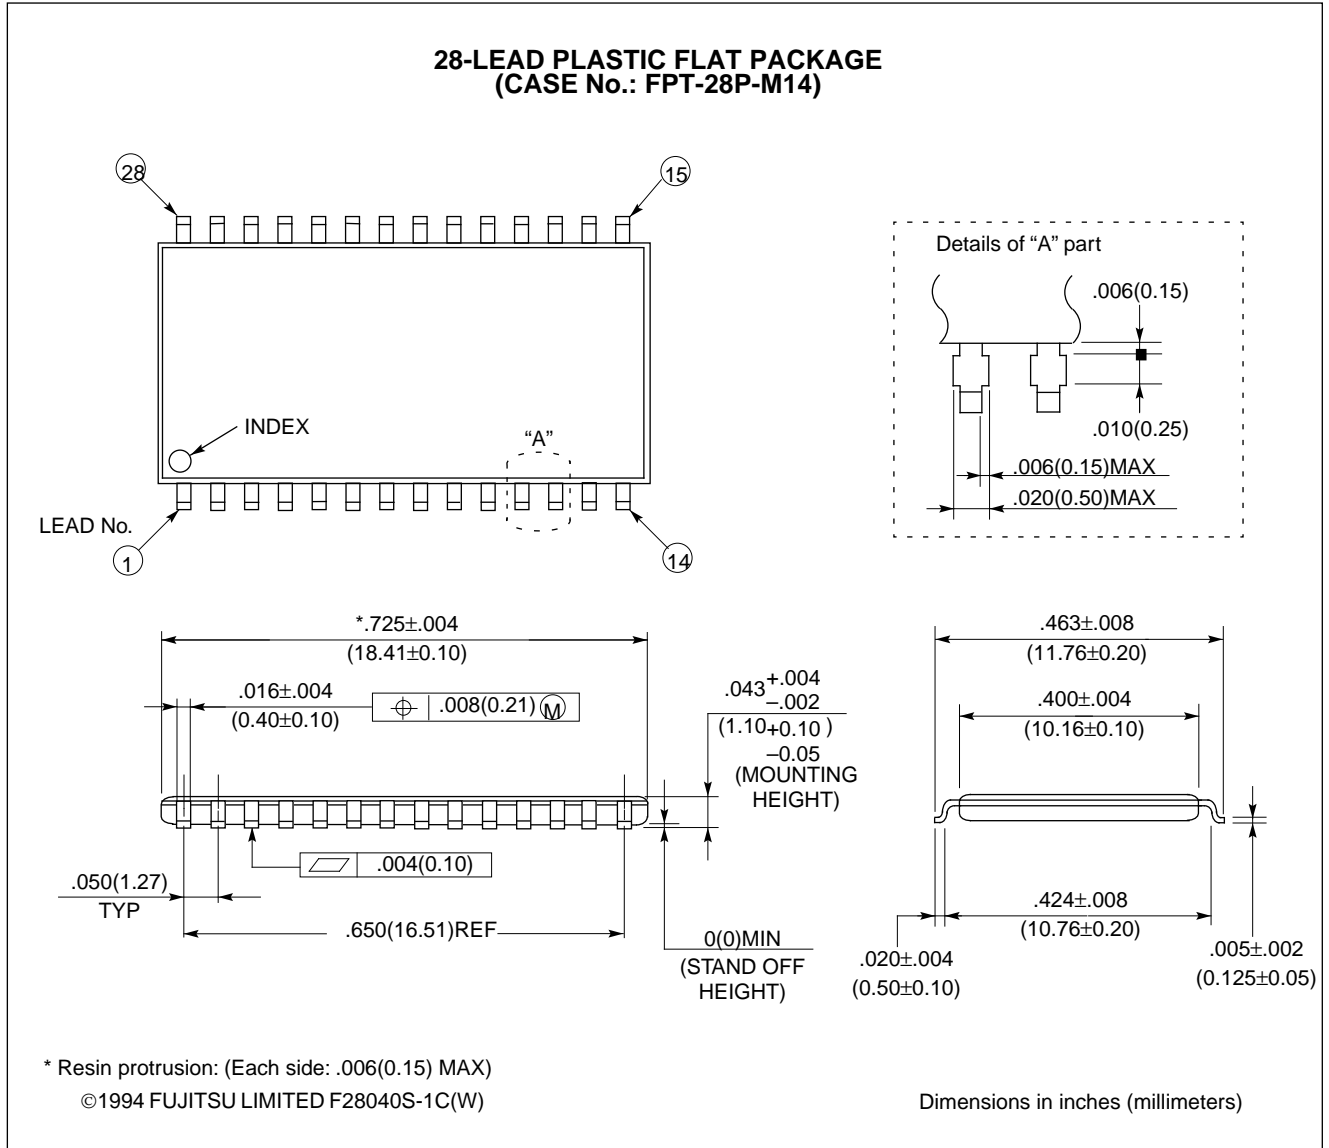 28-LEAD PLASTIC FLAT PACKAGE
(CASE No.: FPT-28P-M14)
28
15
Details of “A” part
.006(0.15)
.010(0.25)
.006(0.15)MAX
.020(0.50)MAX
INDEX
“A”
LEAD No.
1
14
*.725±.004
(18.41±0.10)
.016±.004
(0.40±0.10)
.008(0.21) M
.043+.004
−.002
(1.10+0.10 )
−0.05
(MOUNTING
HEIGHT)
.463±.008
(11.76±0.20)
.400±.004
(10.16±0.10)
.004(0.10)
.050(1.27)
TYP
.650(16.51)REF
0(0)MIN
(STAND OFF
HEIGHT)
.424±.008
(10.76±0.20)
.020±.004
(0.50±0.10)
.005±.002
(0.125±0.05)
* Resin protrusion: (Each side: .006(0.15) MAX)
©1994 FUJITSU LIMITED F28040S-1C(W)
Dimensions in inches (millimeters)